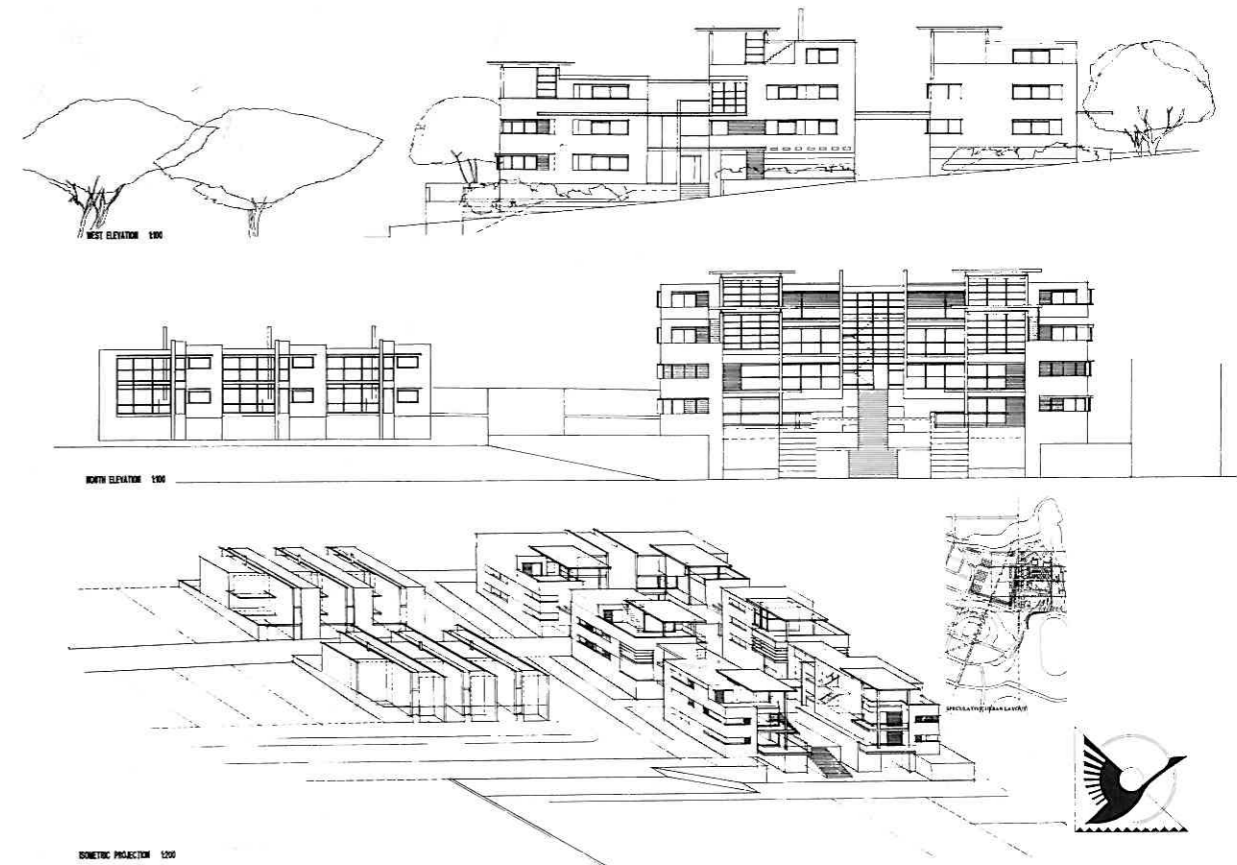 WEST ELEVATION 1:100
NORTH ELEVATION 1:100
SPECULATIVE URBAN LAYOUT
ISOMETRIC PROJECTION 1:200